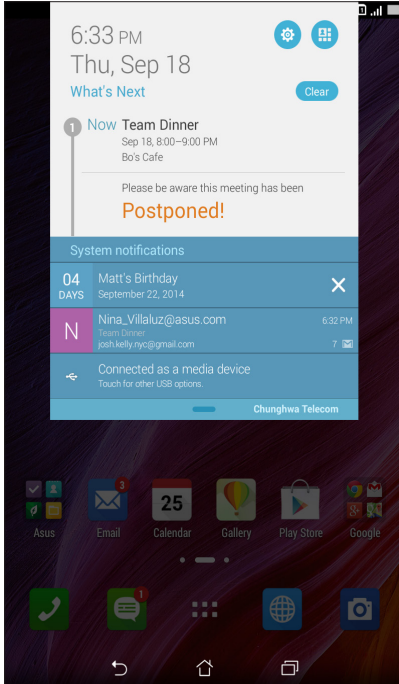 6:33 PM
Thu, Sep 18
What's Next
Clear
1
Now Team Dinner
Sep 18, 8:00–9:00 PM
Bo's Cafe
Please be aware this meeting has been
Postponed!
System notifications
04 Matt's Birthday
DAYS September 22, 2014
N
Nina_Villaluz@asus.com 6:32 PM
Team Dinner
josh.kelly.nyc@gmail.com 7
Connected as a media device
Touch for other USB options.
Chunghwa Telecom
3
25
Asus Email Calendar Gallery Play Store Google
1